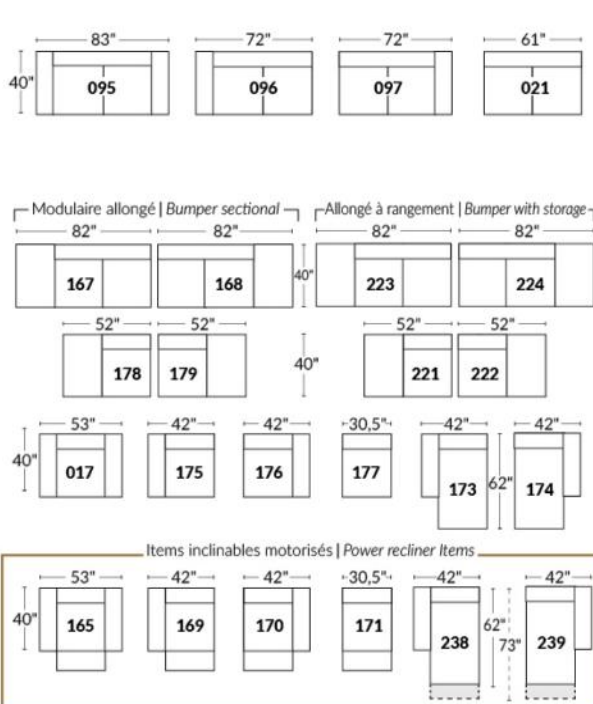 83" 72" 72" 61"
40" 095 096 097 021
Modulaire allongé | Bumper sectional Allongé à rangement | Bumper with storage
82" 82" 82" 82"
167 168 40" 223 224
52" 52" 52" 52"
178 179 40" 221 222
53" 42" 42" 30,5" 42" 42"
40" 017 175 176 177 173 62" 174
Items inclinables motorisés | Power recliner Items
53" 42" 42" 30,5" 42" 42"
40" 165 169 170 171 238 62" 73" 239